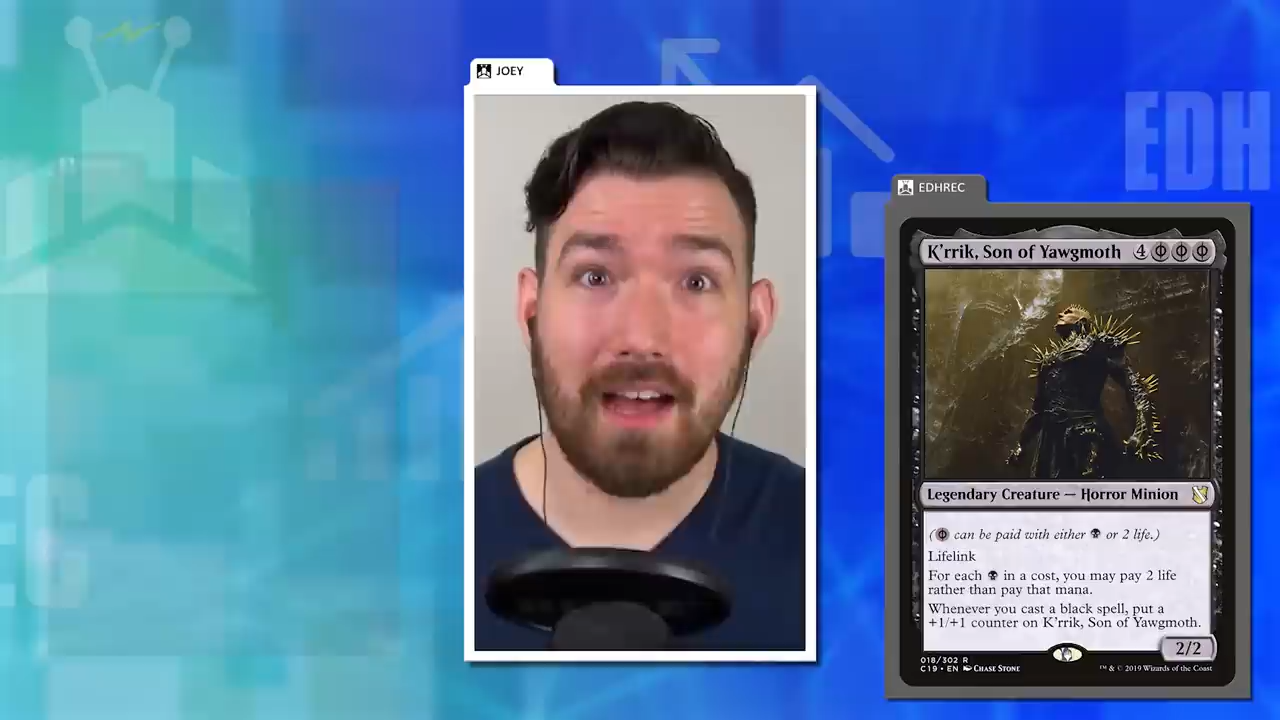 JOEY
EDH
EDHREC
K'rrik, Son of Yawgmoth 4
Legendary Creature — Horror Minion
( can be paid with either or 2 life.)
Lifelink
For each in a cost, you may pay 2 life
rather than pay that mana.
Whenever you cast a black spell, put a
+1/+1 counter on K'rrik, Son of Yawgmoth.
2/2
018/302 R
C19 • EN CHASE STONE
™ & © 2019 Wizards of the Coast